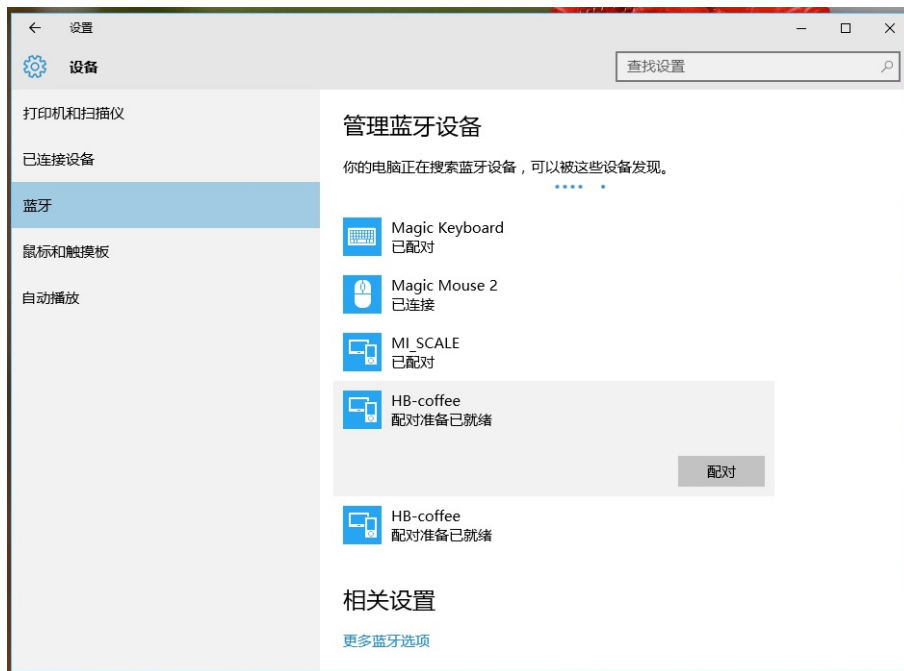 设置
设备
查找设置
打印机和扫描仪
已连接设备
蓝牙
鼠标和触摸板
自动播放
管理蓝牙设备
你的电脑正在搜索蓝牙设备，可以被这些设备发现。
Magic Keyboard
已配对
Magic Mouse 2
已连接
MI_SCALE
已配对
HB-coffee
配对准备已就绪
配对
HB-coffee
配对准备已就绪
相关设置
更多蓝牙选项